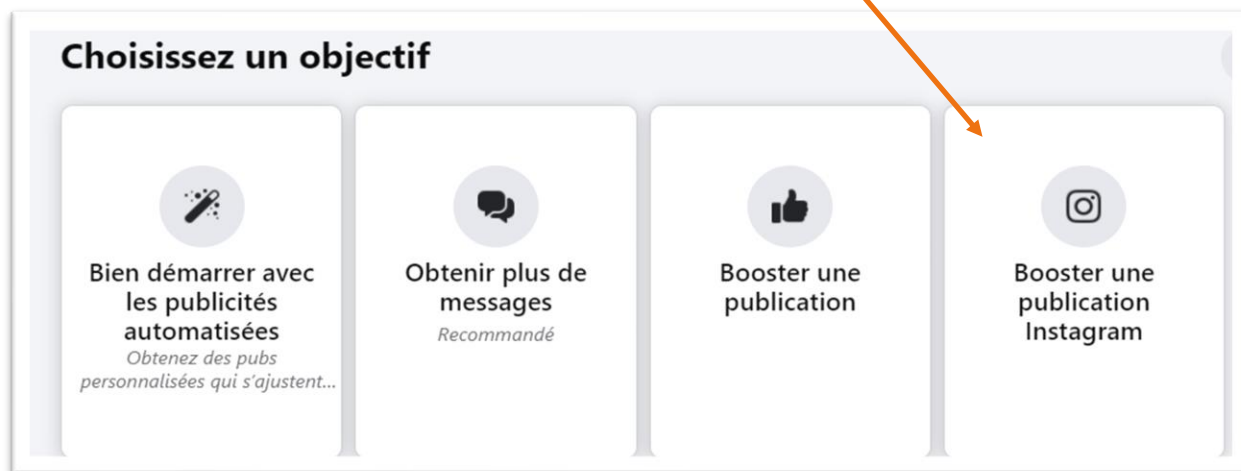 Choisissez un objectif
Bien démarrer avec
les publicités
automatisées
Obtenez des pubs
personnalisées qui s'ajustent...
Obtenir plus de
messages
Recommandé
Booster une
publication
Booster une
publication
Instagram